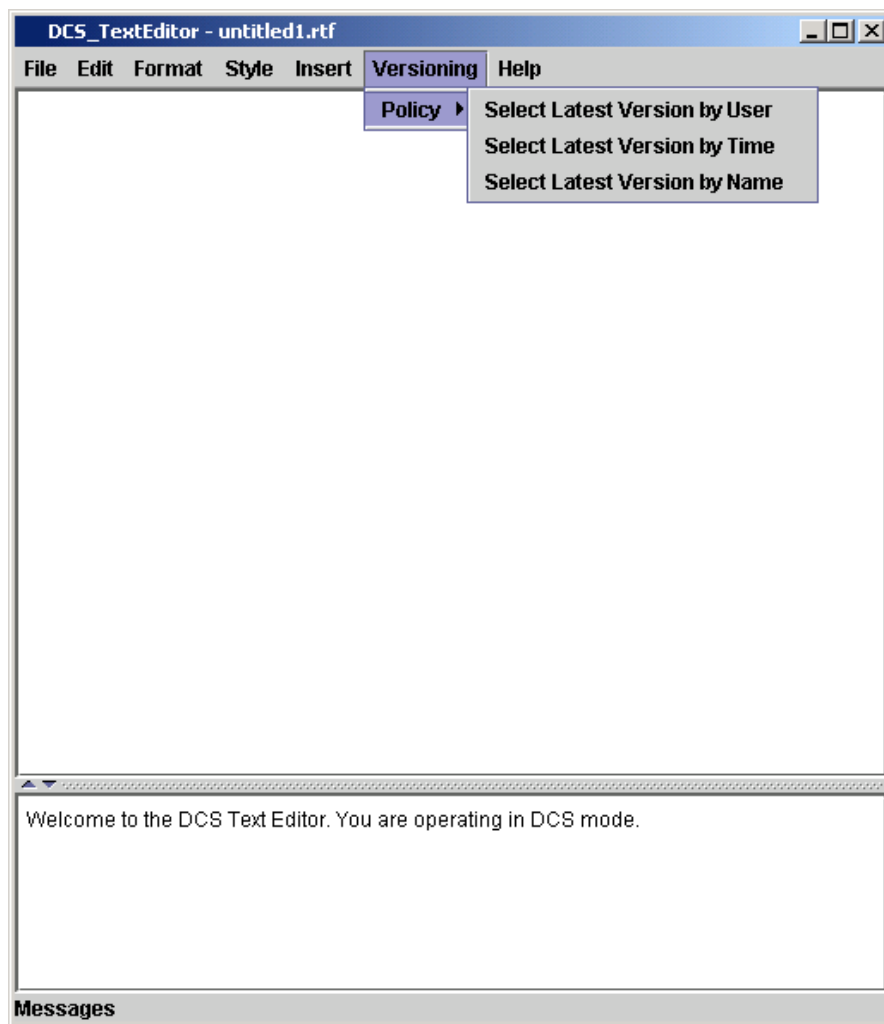 DCS_TextEditor - untitled1.rtf
File Edit Format Style Insert Versioning Help
Policy Select Latest Version by User
Select Latest Version by Time
Select Latest Version by Name
Welcome to the DCS Text Editor. You are operating in DCS mode.
Messages